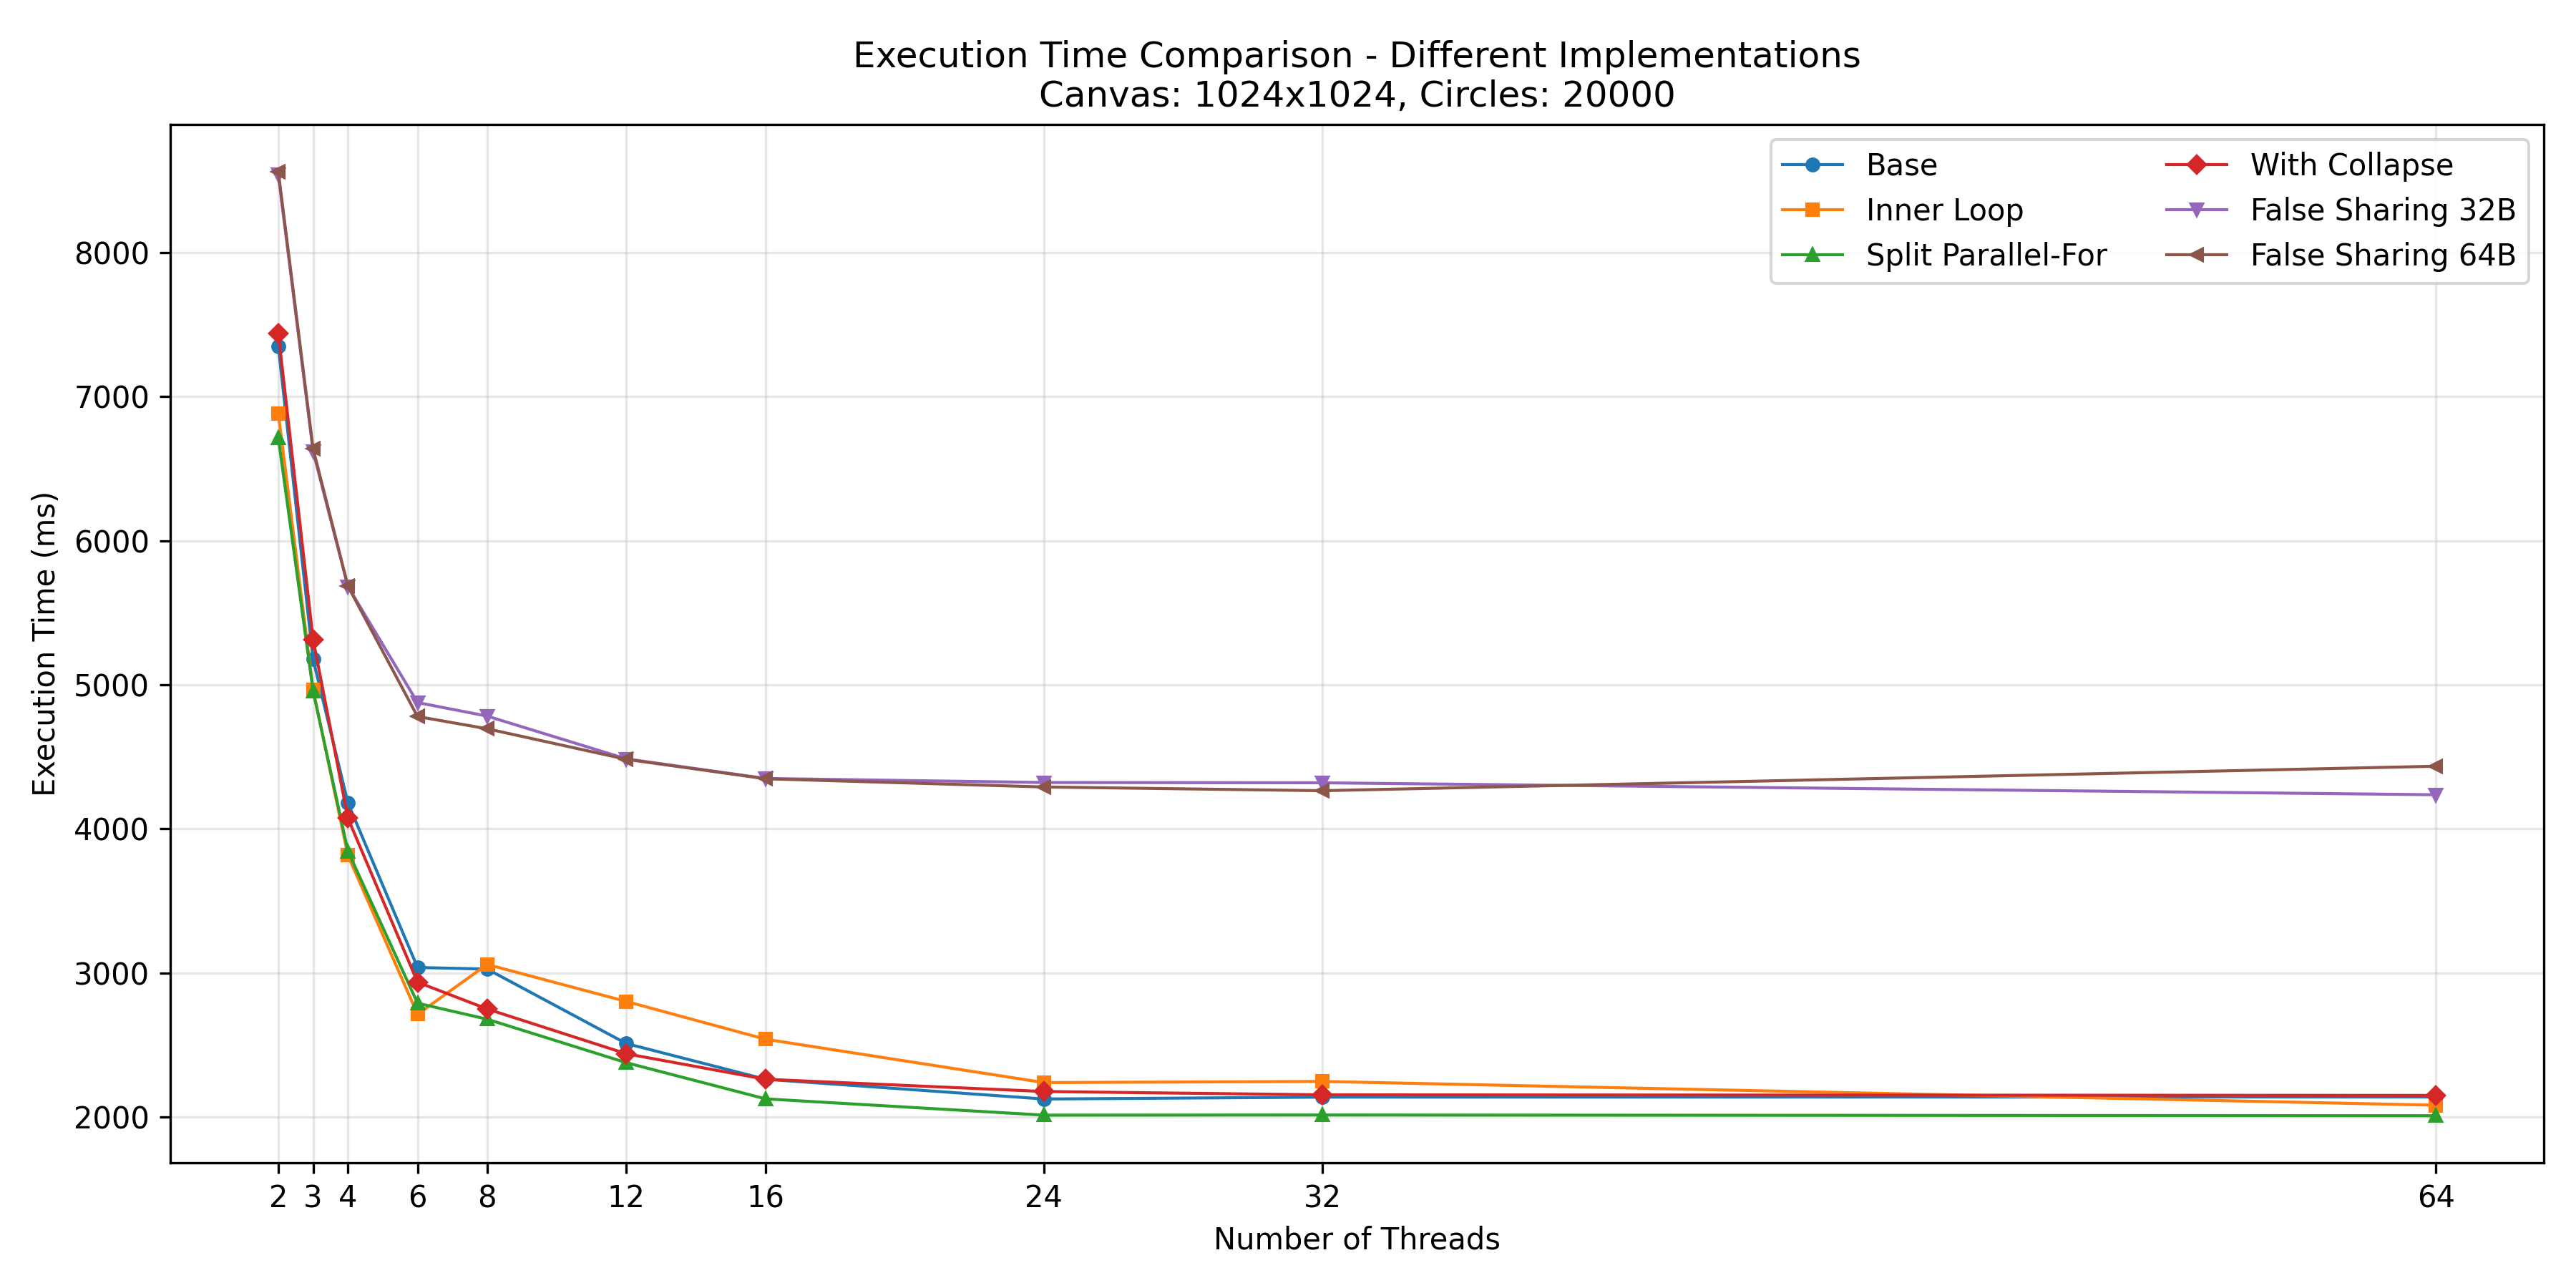 Execution Time Comparison - Different Implementations
Canvas: 1024x1024, Circles: 20000
Base
Inner Loop
Split Parallel-For
With Collapse
False Sharing 32B
False Sharing 64B
Execution Time (ms)
8000
7000
6000
5000
4000
3000
2000
2 3 4 6 8 12 16 24 32 64
Number of Threads